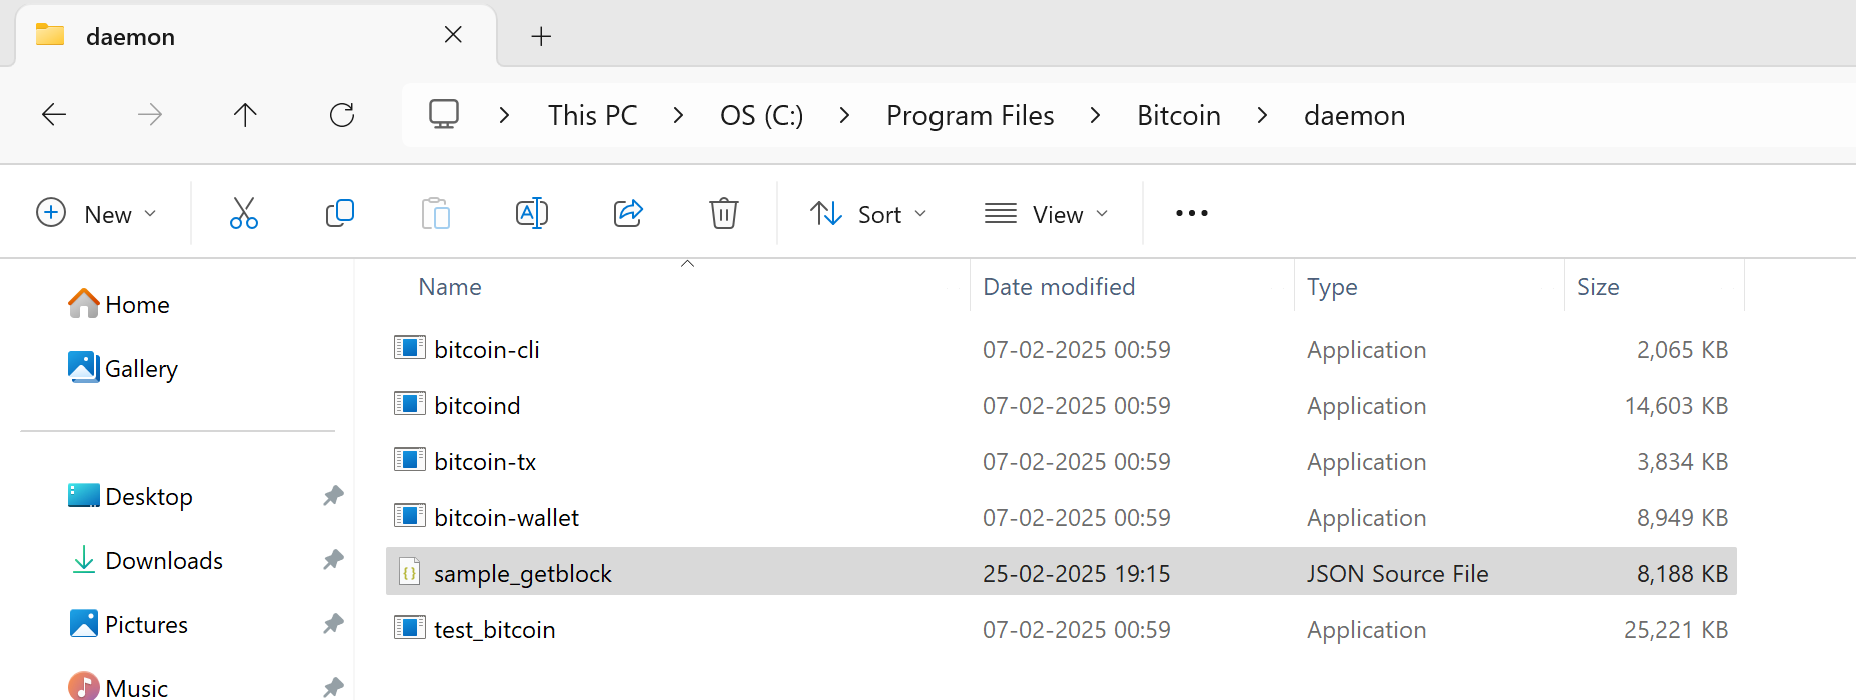 daemon
This PC > OS (C:) > Program Files > Bitcoin > daemon
New Sort View
Name Date modified Type Size
Home
Gallery
Desktop
Downloads
Pictures
Music
bitcoin-cli 07-02-2025 00:59 Application 2,065 KB
bitcoind 07-02-2025 00:59 Application 14,603 KB
bitcoin-tx 07-02-2025 00:59 Application 3,834 KB
bitcoin-wallet 07-02-2025 00:59 Application 8,949 KB
sample_getblock 25-02-2025 19:15 JSON Source File 8,188 KB
test_bitcoin 07-02-2025 00:59 Application 25,221 KB